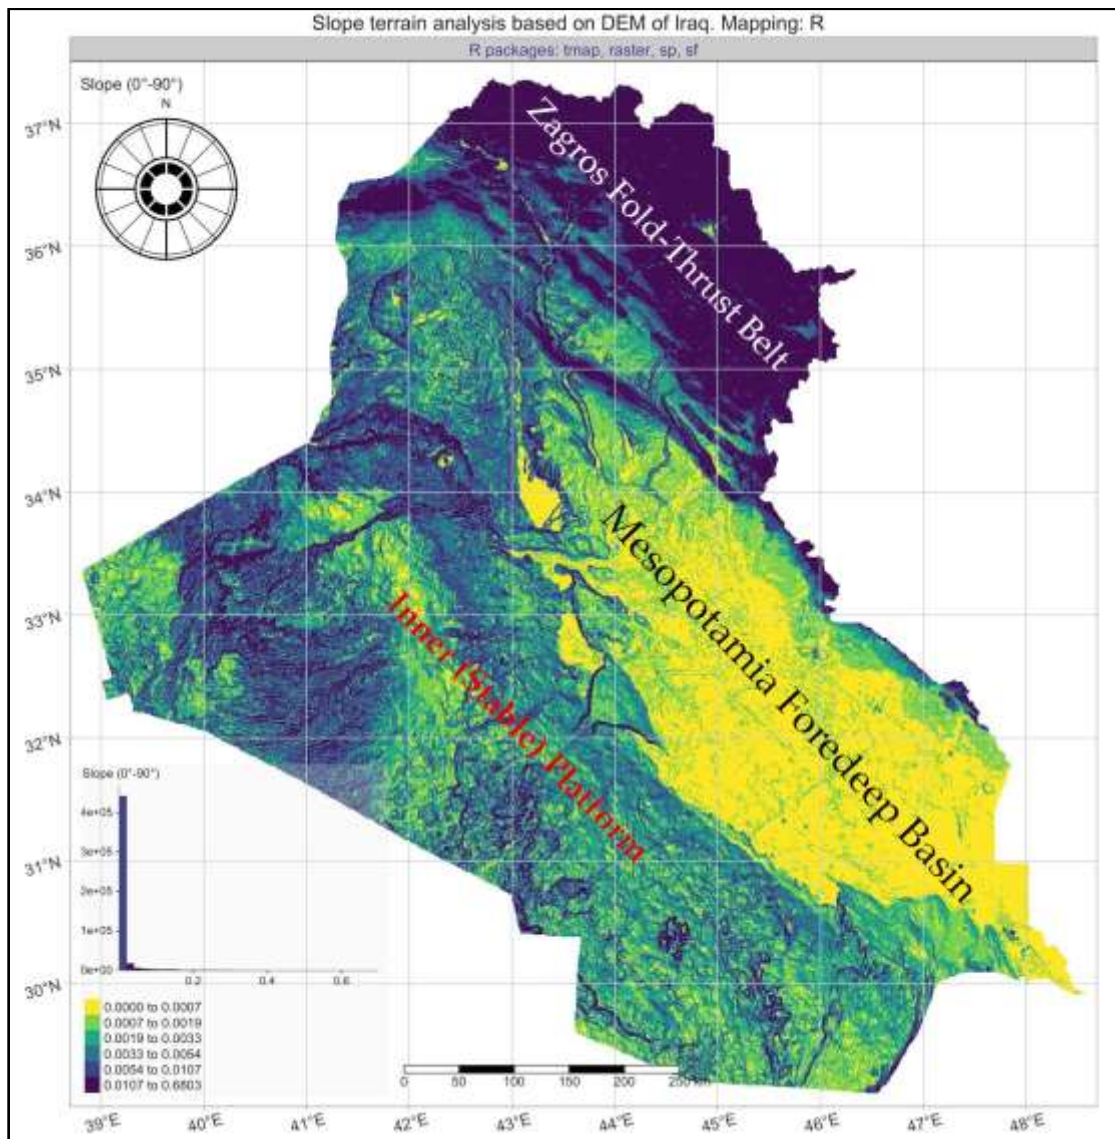 Slope terrain analysis based on DEM of Iraq. Mapping: R
R packages: tmap, raster, sp, sf
Slope (0°-90°)
N
37°N
36°N
35°N
34°N
33°N
32°N
31°N
30°N
Zagros Fold-Thrust Belt
Mesopotamia Foredeep Basin
Inner (Stable) Platform
Slope (0°-90°)
4e+05
3e+05
2e+05
1e+05
0e+00
0.2 0.4 0.6
0.0000 to 0.0007
0.0007 to 0.0019
0.0019 to 0.0033
0.0033 to 0.0054
0.0054 to 0.0107
0.0107 to 0.6803
0 50 100 150 200 250
39°E 40°E 41°E 42°E 43°E 44°E 45°E 46°E 47°E 48°E